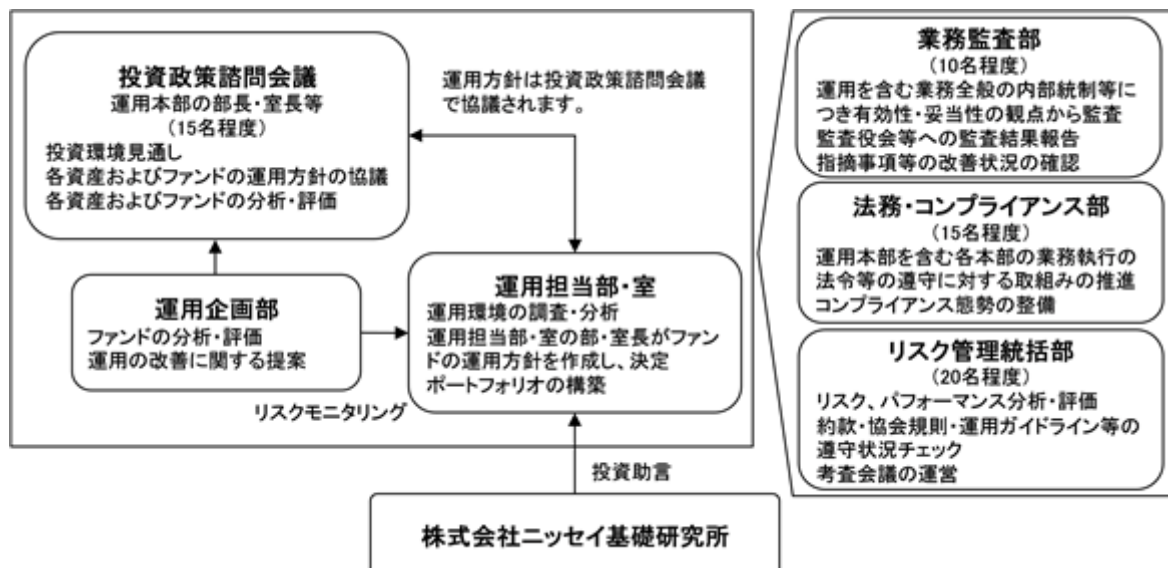 投資政策諮問会議
運用本部の部長・室長等
(15名程度)
投資環境見通し
各資産およびファンドの運用方針の協議
各資産およびファンドの分析・評価
運用方針は投資政策諮問会議
で協議されます。
運用企画部
ファンドの分析・評価
運用の改善に関する提案
運用担当部・室
運用環境の調査・分析
運用担当部・室の部・室長がファン
ドの運用方針を作成し、決定
ポートフォリオの構築
リスクモニタリング
投資助言
株式会社ニッセイ基礎研究所
業務監査部
(10名程度)
運用を含む業務全般の内部統制等に
つき有効性・妥当性の観点から監査
監査役会等への監査結果報告
指摘事項等の改善状況の確認
法務・コンプライアンス部
(15名程度)
運用本部を含む各本部の業務執行の
法令等の遵守に対する取組みの推進
コンプライアンス態勢の整備
リスク管理統括部
(20名程度)
リスク、パフォーマンス分析・評価
約款・協会規則・運用ガイドライン等の
遵守状況チェック
考査会議の運営